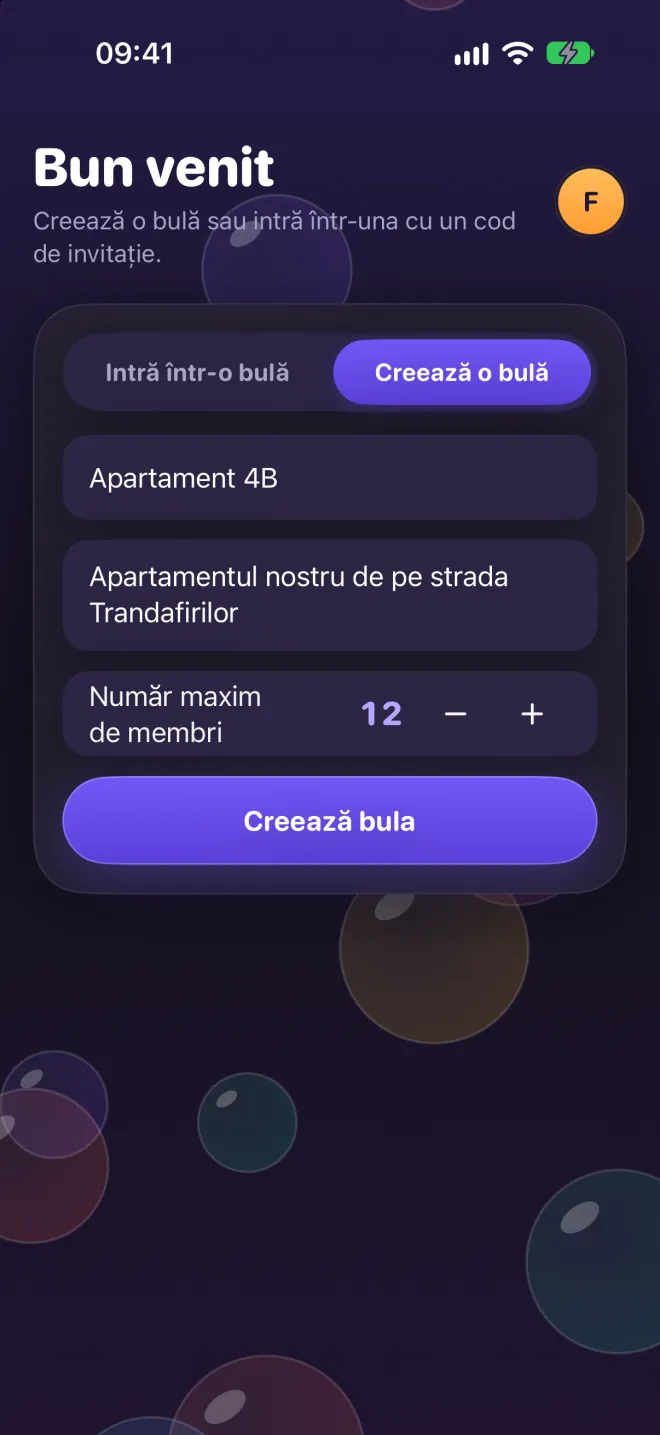 09:41
Bun venit
Creează o bulă sau intră într-una cu un cod
de invitație.
F
Intră într-o bulă
Creează o bulă
Apartament 4B
Apartamentul nostru de pe strada
Trandafirilor
Număr maxim
de membri
12
Creează bula